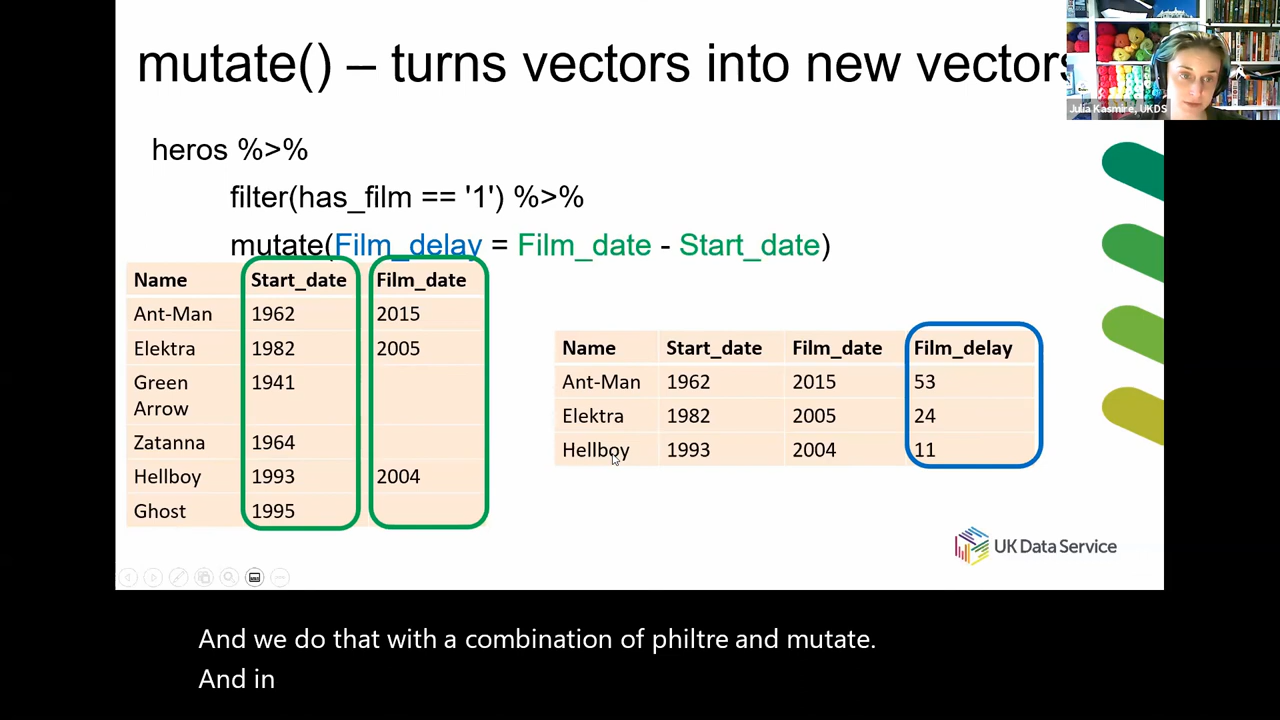 mutate() – turns vectors into new vectors
Julia Kasmire, UKDS
heros %>%
filter(has_film == '1') %>%
mutate(Film_delay = Film_date - Start_date)
Name Start_date Film_date
Ant-Man 1962 2015
Elektra 1982 2005
Green
Arrow 1941
Zatanna 1964
Hellboy 1993 2004
Ghost 1995
Name Start_date Film_date Film_delay
Ant-Man 1962 2015 53
Elektra 1982 2005 24
Hellboy 1993 2004 11
UK Data Service
And we do that with a combination of philtre and mutate.
And in